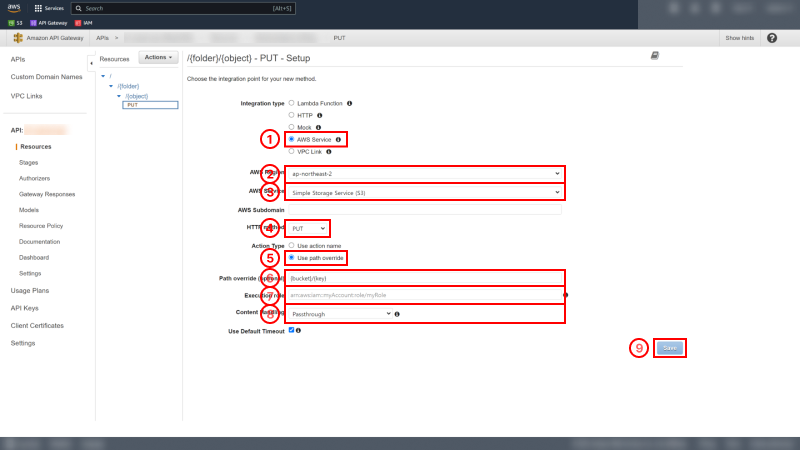 aws Services Search [Alt+S]
S3 API Gateway IAM
Amazon API Gateway APIs > PUT Show hints ?
APIs
Custom Domain Names
VPC Links
API:
Resources
Stages
Authorizers
Gateway Responses
Models
Resource Policy
Documentation
Dashboard
Settings
Usage Plans
API Keys
Client Certificates
Settings
Resources Actions
/
/{folder}
/{object}
PUT
/{folder}/{object} - PUT - Setup
Choose the integration point for your new method.
Integration type Lambda Function
HTTP
Mock
1 AWS Service
VPC Link
AWS Region 2 ap-northeast-2
AWS Service 3 Simple Storage Service (S3)
AWS Subdomain
HTTP method 4 PUT
Action Type Use action name
5 Use path override
Path override (optional) 6 {bucket}/{key}
Execution role 7 arn:aws:iam::myAccount:role/myRole
Content Handling 8 Passthrough
Use Default Timeout
9 Save